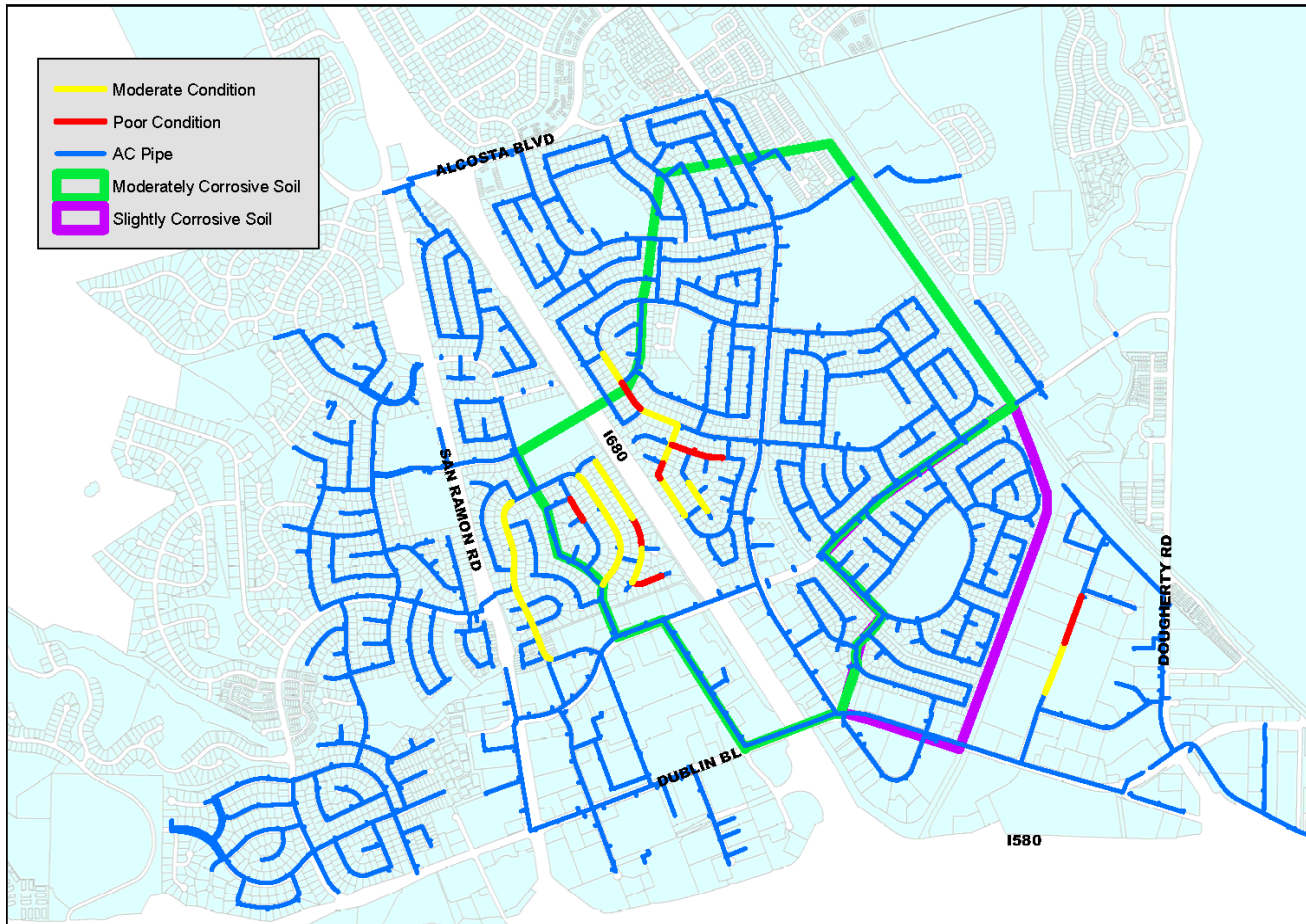 Moderate Condition
Poor Condition
AC Pipe
Moderately Corrosive Soil
Slightly Corrosive Soil
ALCOSTA BLVD
I680
SAN RAMON RD
DOUGHERTY RD
DUBLIN BL
I580